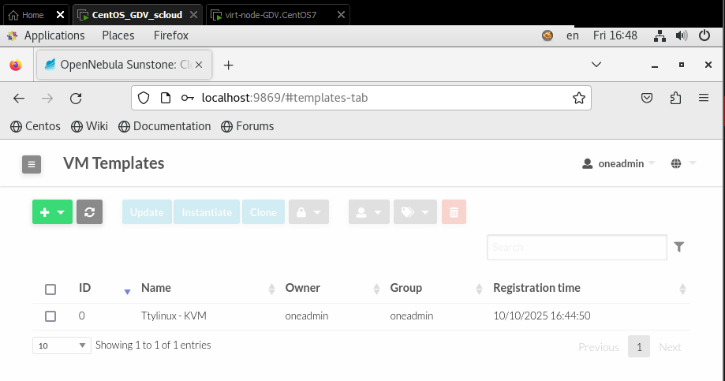 Home CentOS_GDV_scloud virt-node-GDV.CentOS7
Applications Places Firefox en Fri 16:48
OpenNebula Sunstone: Cl
localhost:9869/#templates-tab
Centos Wiki Documentation Forums
VM Templates oneadmin
Update Instantiate Clone
Search
ID Name Owner Group Registration time
0 Ttylinux - KVM oneadmin oneadmin 10/10/2025 16:44:50
10 Showing 1 to 1 of 1 entries Previous 1 Next